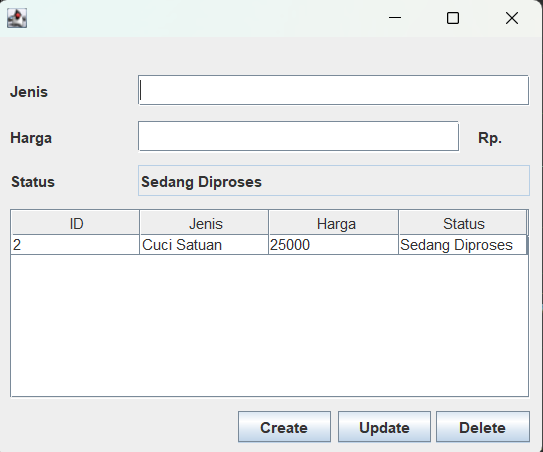 Jenis
Harga Rp.
Status Sedang Diproses
ID Jenis Harga Status
2 Cuci Satuan 25000 Sedang Diproses
Create Update Delete